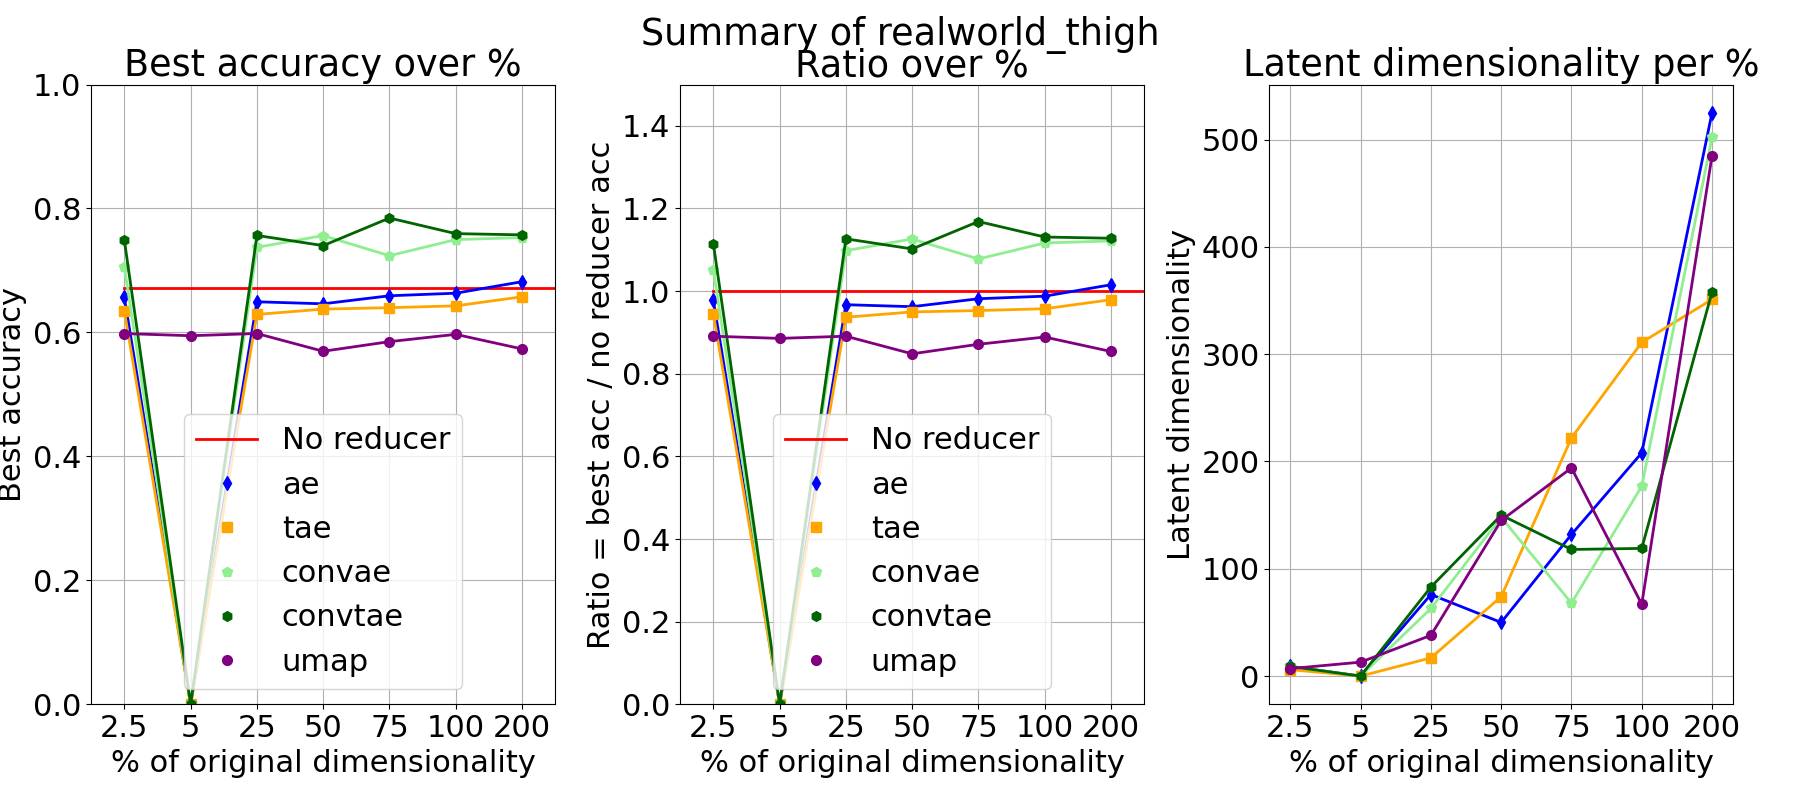 Summary of realworld_thigh
Best accuracy over %
Best accuracy
1.0
0.8
0.6
0.4
0.2
0.0
No reducer
ae
tae
convae
convtae
umap
2.5 5 25 50 75 100 200
% of original dimensionality
Ratio over %
Ratio = best acc / no reducer acc
1.4
1.2
1.0
0.8
0.6
0.4
0.2
0.0
No reducer
ae
tae
convae
convtae
umap
2.5 5 25 50 75 100 200
% of original dimensionality
Latent dimensionality per %
Latent dimensionality
500
400
300
200
100
0
2.5 5 25 50 75 100 200
% of original dimensionality